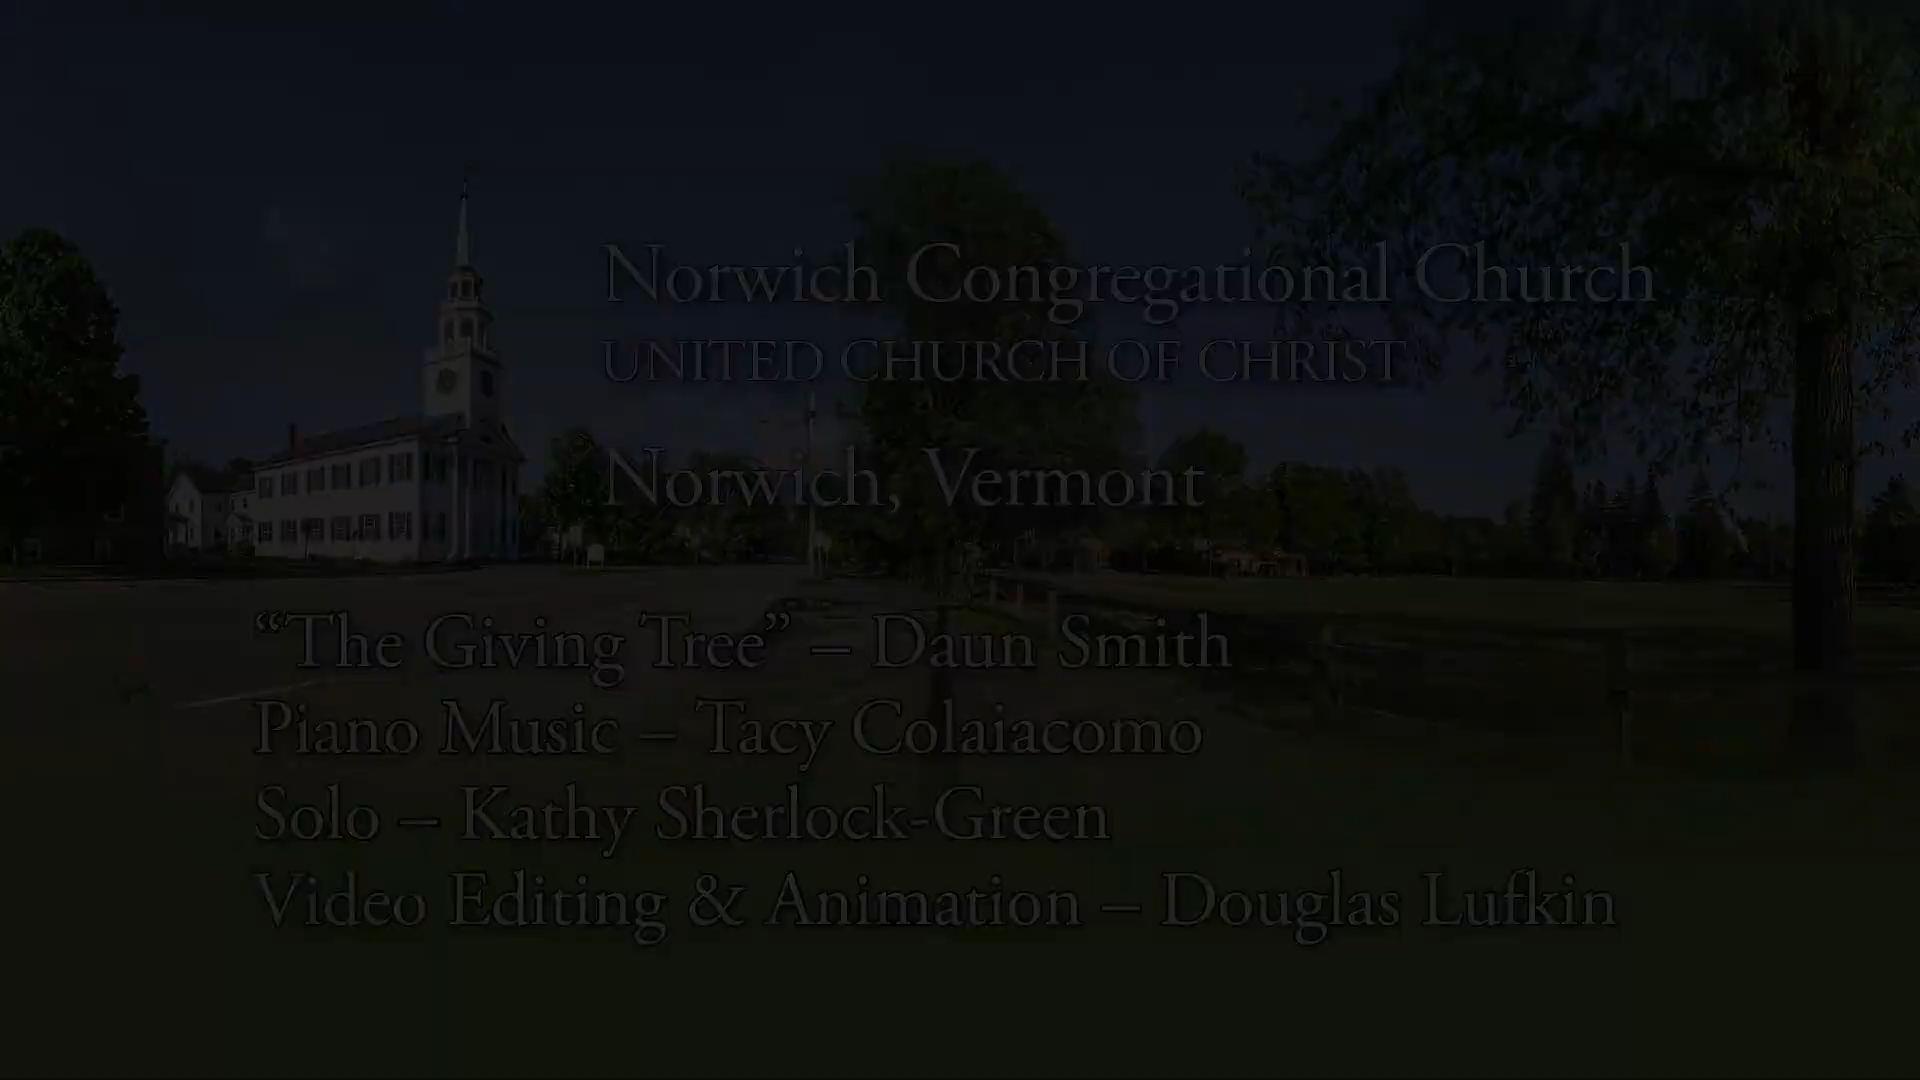 Norwich Congregational Church
UNITED CHURCH OF CHRIST
Norwich, Vermont
“The Giving Tree” – Daun Smith
Piano Music – Tacy Colaiacomo
Solo – Kathy Sherlock-Green
Video Editing & Animation – Douglas Lufkin